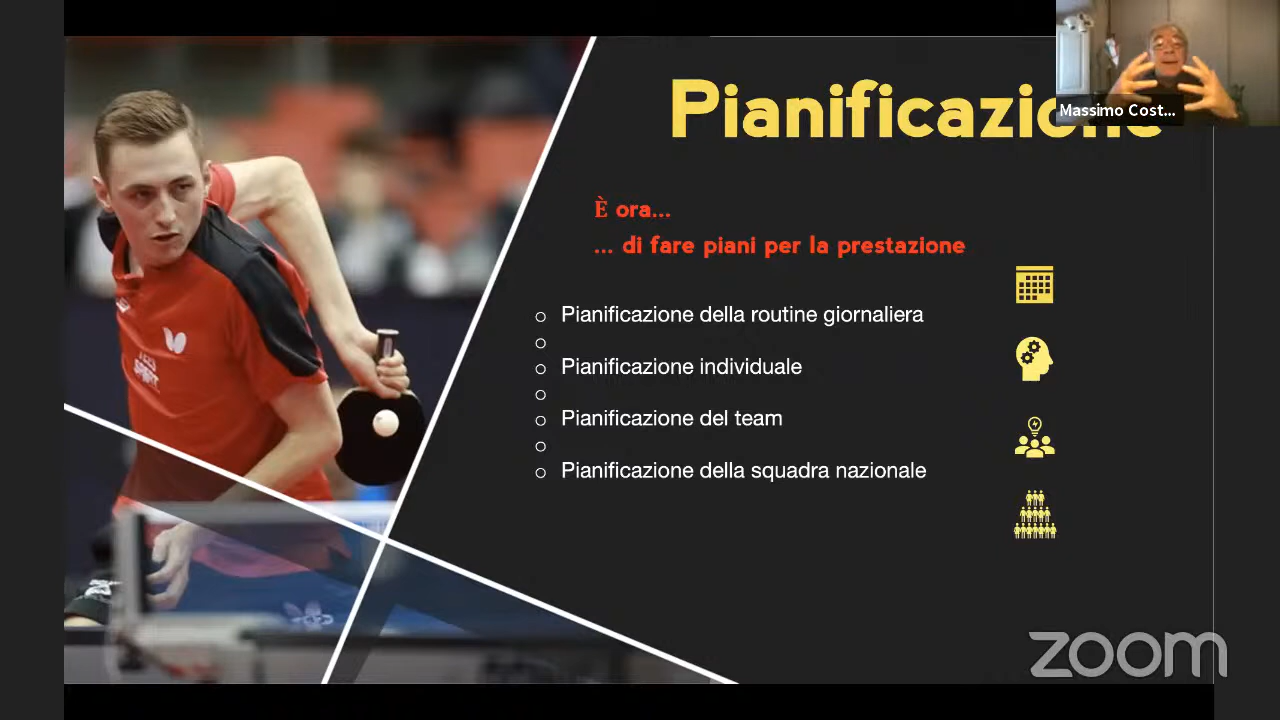 Pianificazione
Massimo Cost...
È ora...
... di fare piani per la prestazione
Pianificazione della routine giornaliera
Pianificazione individuale
Pianificazione del team
Pianificazione della squadra nazionale
zoom